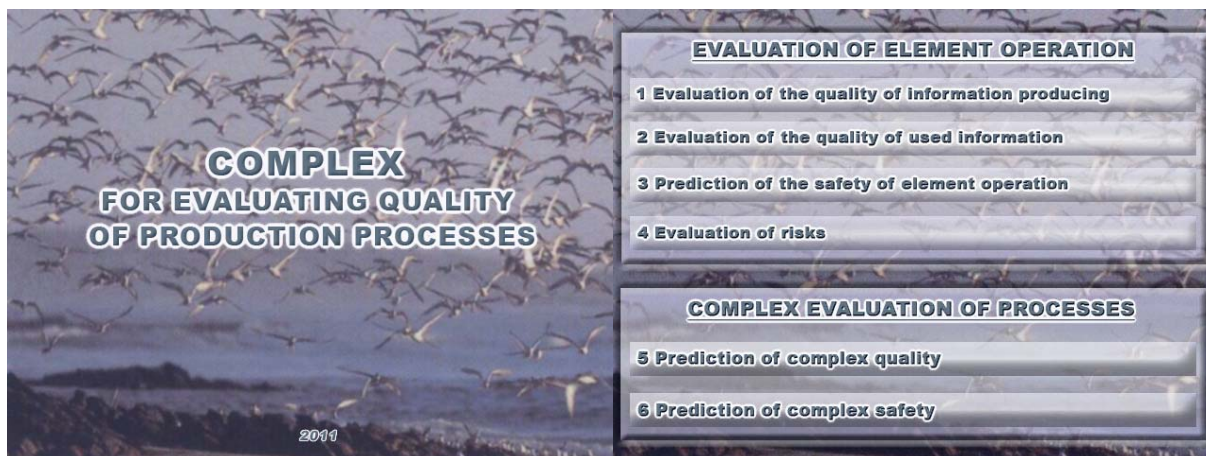 COMPLEX
FOR EVALUATING QUALITY
OF PRODUCTION PROCESSES
2011
EVALUATION OF ELEMENT OPERATION
1 Evaluation of the quality of information producing
2 Evaluation of the quality of used information
3 Prediction of the safety of element operation
4 Evaluation of risks
COMPLEX EVALUATION OF PROCESSES
5 Prediction of complex quality
6 Prediction of complex safety